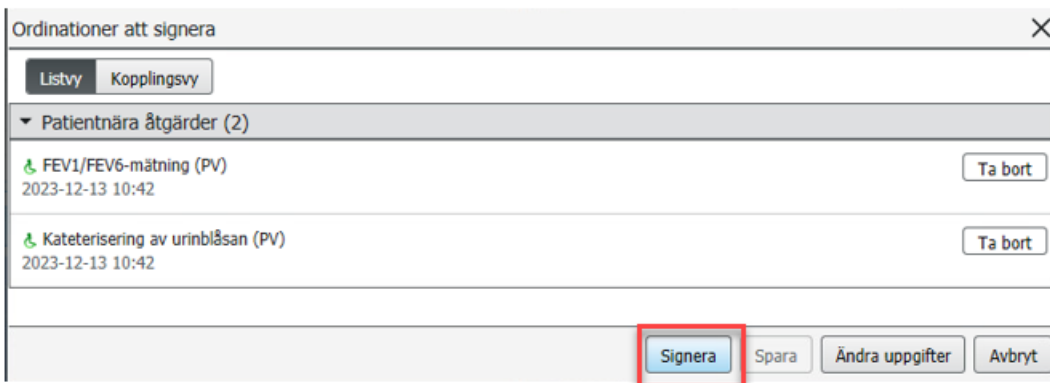 Ordinationer att signera
Listvy Kopplingsvy
Patientnära åtgärder (2)
FEV1/FEV6-mätning (PV)
Ta bort
2023-12-13 10:42
Kateterisering av urinblåsan (PV)
Ta bort
2023-12-13 10:42
Signera Spara Ändra uppgifter Avbryt